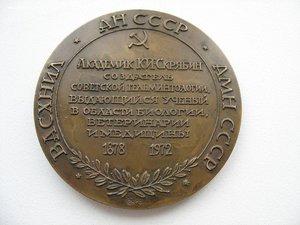 ВАСХНИЛ · АН СССР · АМН СССР
АКАДЕМИК К.И.СКРЯБИН
СОЗДАТЕЛЬ
СОВЕТСКОЙ ГЕЛЬМИНТОЛОГИИ,
ВЫДАЮЩИЙСЯ УЧЕНЫЙ
В ОБЛАСТИ БИОЛОГИИ,
ВЕТЕРИНАРИИ
И МЕДИЦИНЫ
1878 1972